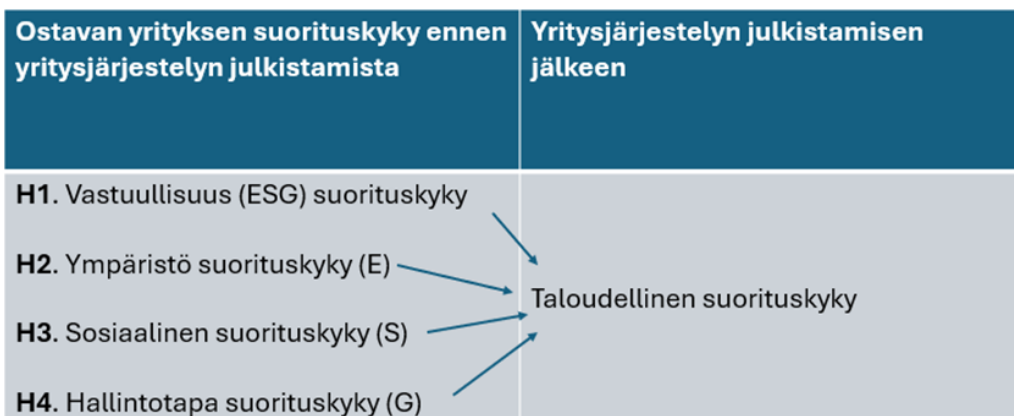 Ostavan yrityksen suorituskyky ennen
yritysjärjestelyn julkistamista
Yritysjärjestelyn julkistamisen
jälkeen
H1. Vastuullisuus (ESG) suorituskyky
H2. Ympäristö suorituskyky (E)
H3. Sosiaalinen suorituskyky (S)
H4. Hallintotapa suorituskyky (G)
Taloudellinen suorituskyky